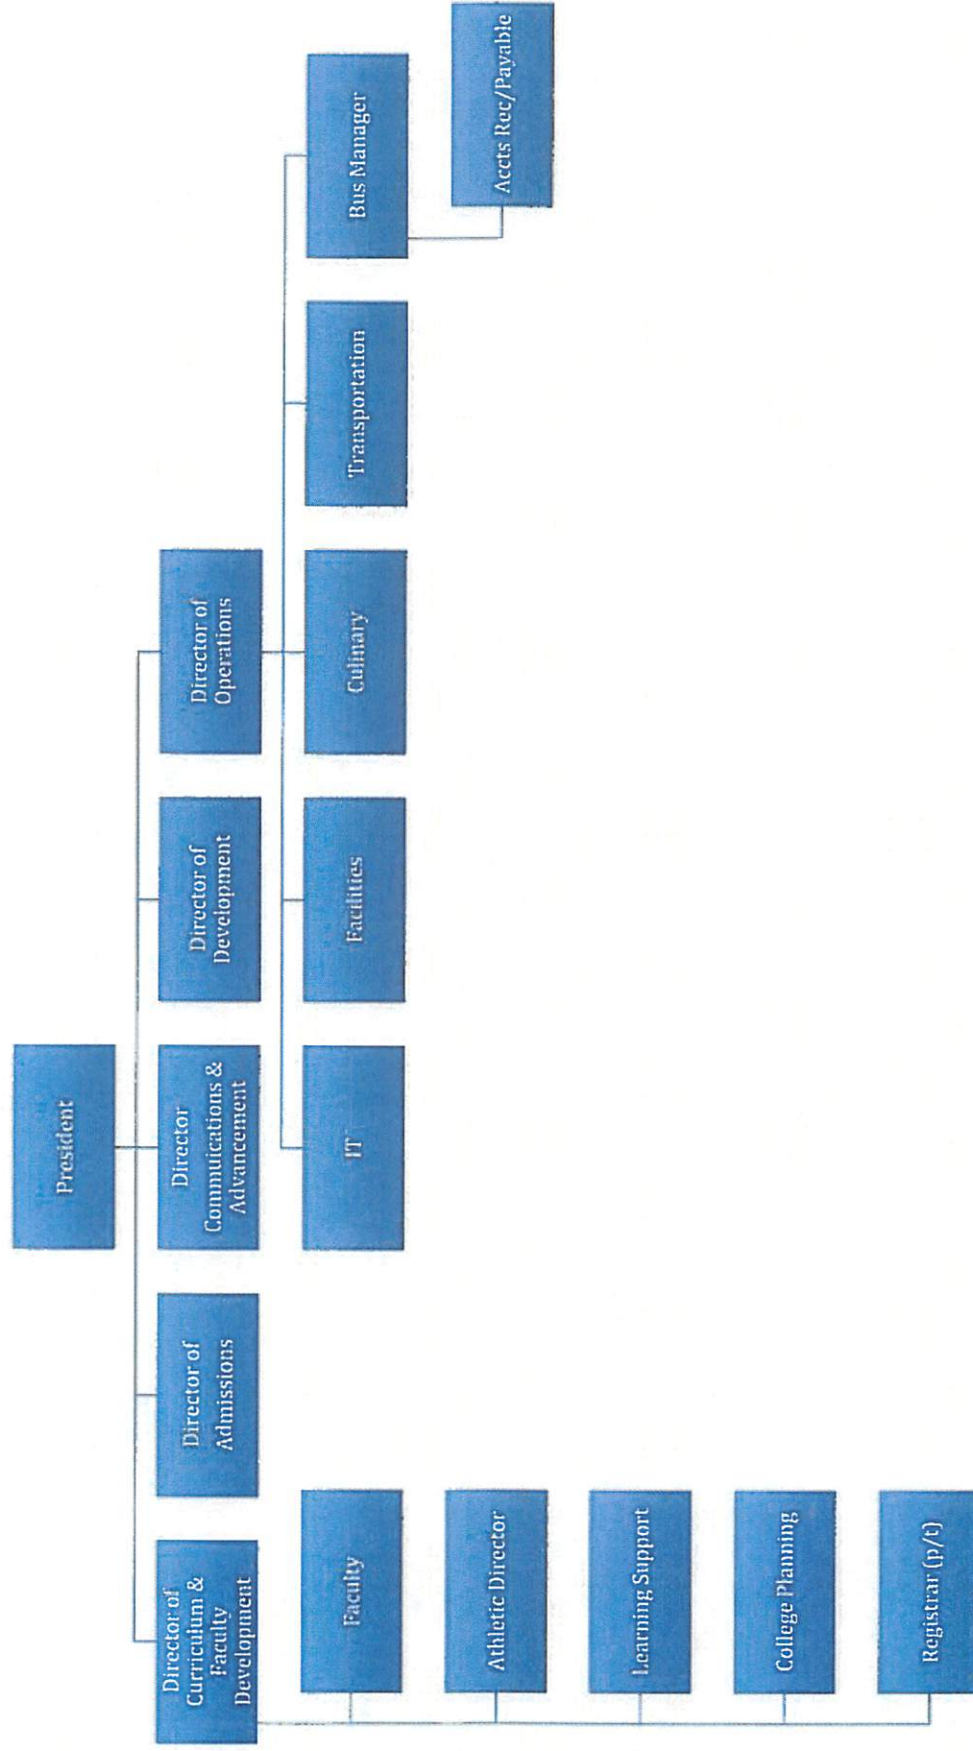 President
Director of
Curriculum &
Faculty
Development
Director of
Admissions
Director
Commuications &
Advancement
Director of
Development
Director of
Operations
Faculty
Athletic Director
Learning Support
College Planning
Registrar (p/t)
IT
Facilities
Culinary
Transportation
Bus Manager
Accts Rec/Payable